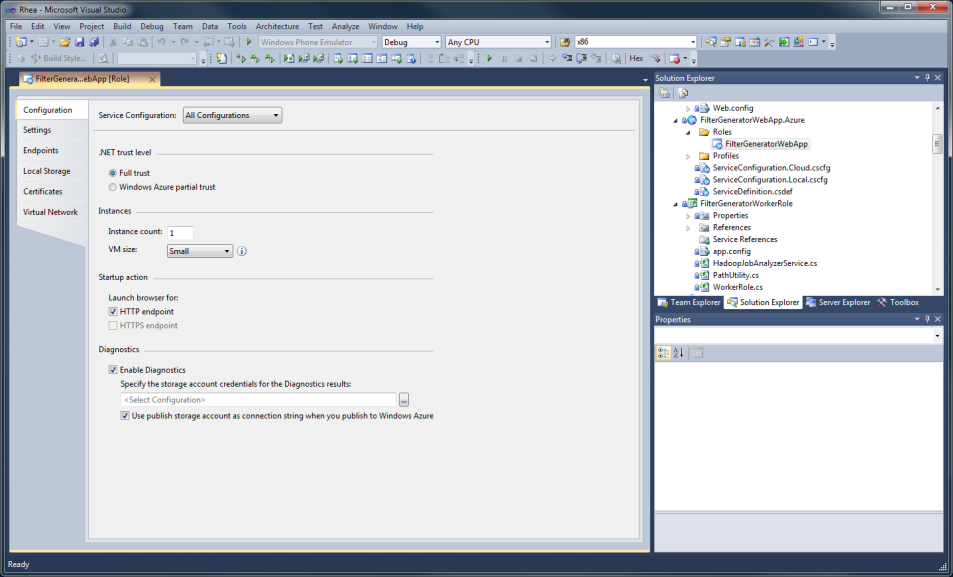 Rhea - Microsoft Visual Studio
File Edit View Project Build Debug Team Data Tools Architecture Test Analyze Window Help
Windows Phone Emulator Debug Any CPU x86
Build Style... Hex
FilterGenera...ebApp [Role]
Configuration
Settings
Endpoints
Local Storage
Certificates
Virtual Network
Service Configuration: All Configurations
.NET trust level
Full trust
Windows Azure partial trust
Instances
Instance count: 1
VM size: Small
Startup action
Launch browser for:
HTTP endpoint
HTTPS endpoint
Diagnostics
Enable Diagnostics
Specify the storage account credentials for the Diagnostics results:
<Select Configuration> ...
Use publish storage account as connection string when you publish to Windows Azure
Solution Explorer
Web.config
FilterGeneratorWebApp.Azure
Roles
FilterGeneratorWebApp
Profiles
ServiceConfiguration.Cloud.cscfg
ServiceConfiguration.Local.cscfg
ServiceDefinition.csdef
FilterGeneratorWorkerRole
Properties
References
Service References
app.config
HadoopJobAnalyzerService.cs
PathUtility.cs
WorkerRole.cs
Team Explorer Solution Explorer Server Explorer Toolbox
Properties
Ready